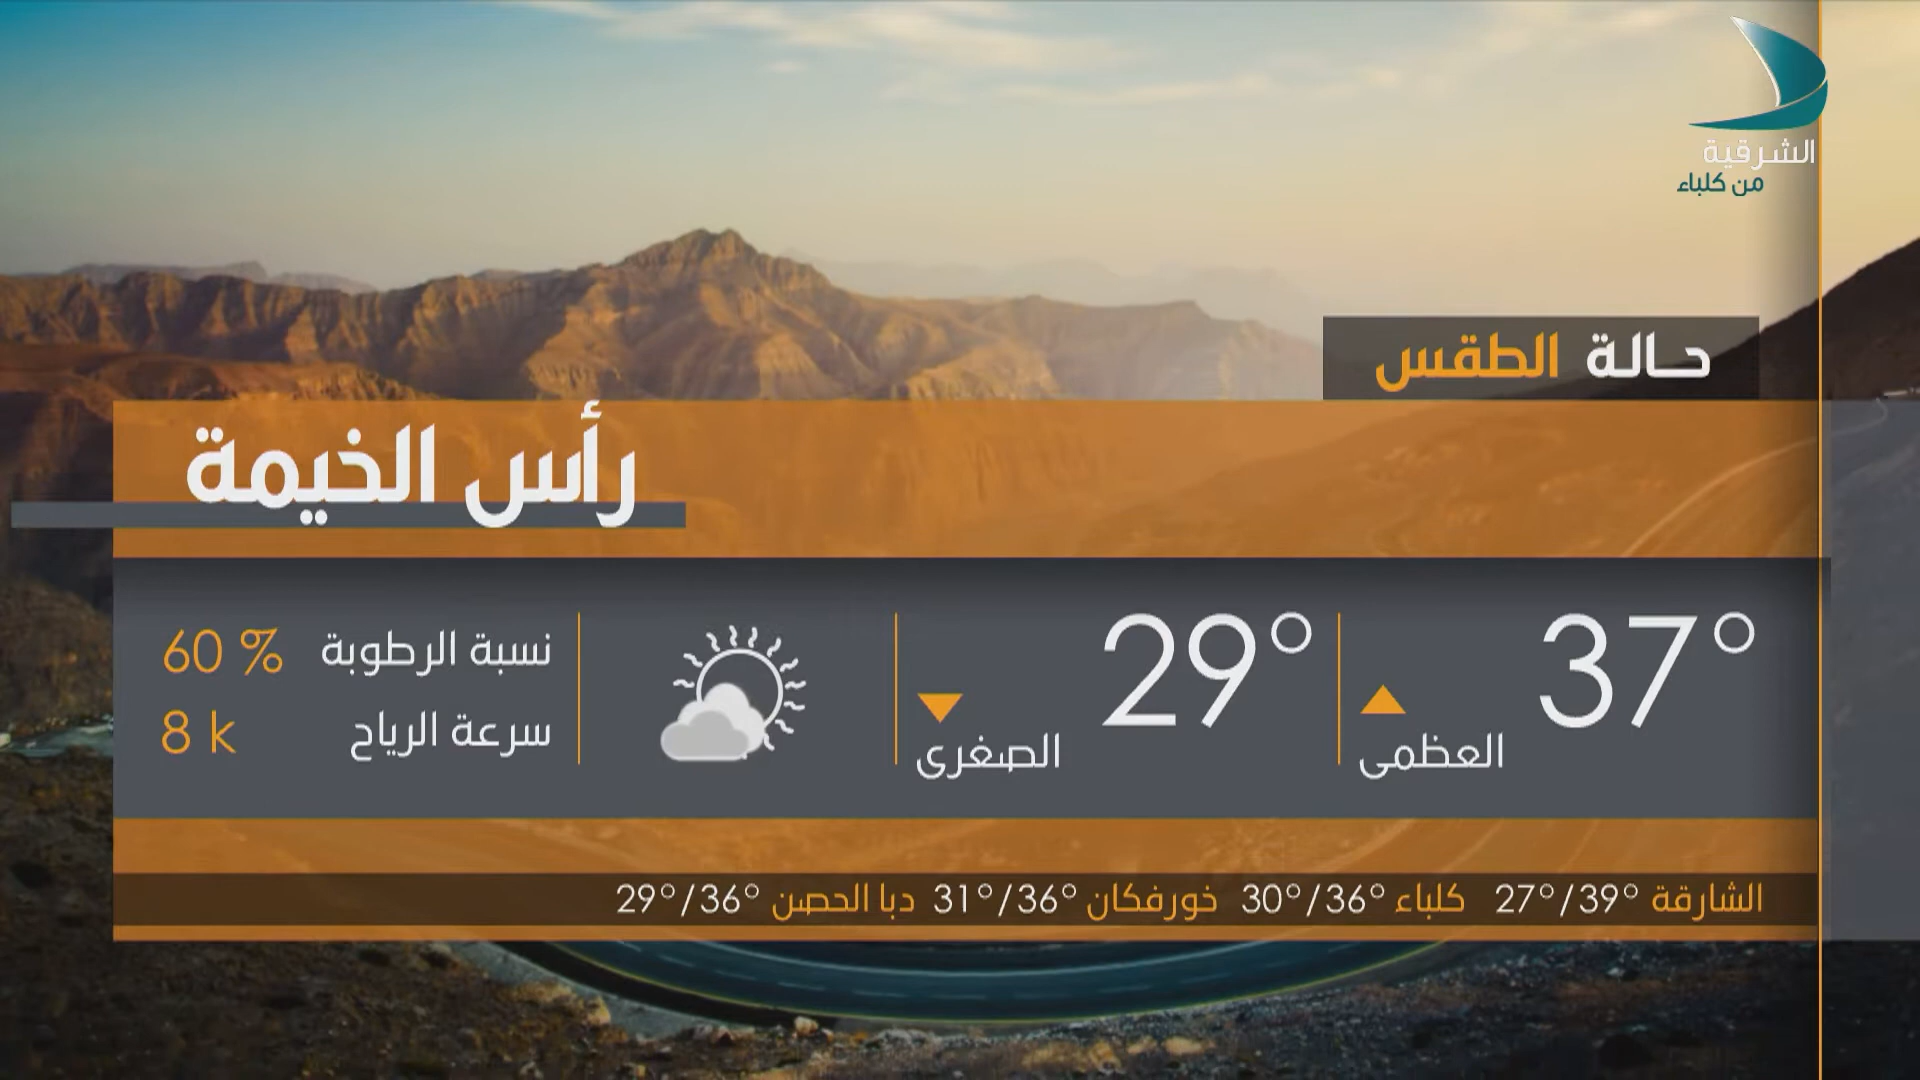 الشرقية
من كلباء
حالة الطقس
رأس الخيمة
37°
العظمى
29°
الصغرى
نسبة الرطوبة 60 %
سرعة الرياح 8 k
الشارقة 27°/39° كلباء 30°/36° خورفكان 31°/36° دبا الحصن 29°/36°